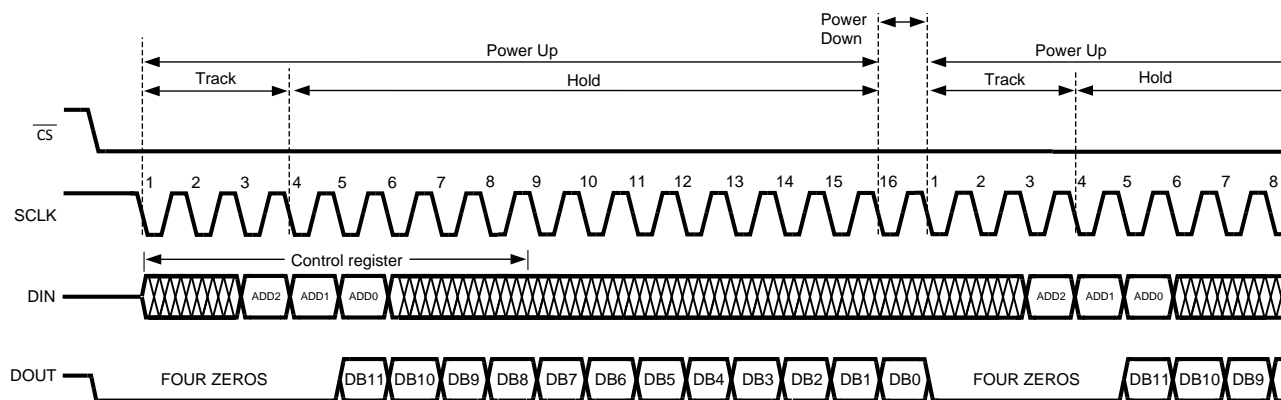 Power
Down
Power Up
Power Up
Track
Hold
Track
Hold
CS
1 2 3 4 5 6 7 8 9 10 11 12 13 14 15 16 1 2 3 4 5 6 7 8
SCLK
Control register
DIN
ADD2 ADD1 ADD0 ADD2 ADD1 ADD0
DOUT
FOUR ZEROS DB11 DB10 DB9 DB8 DB7 DB6 DB5 DB4 DB3 DB2 DB1 DB0 FOUR ZEROS DB11 DB10 DB9